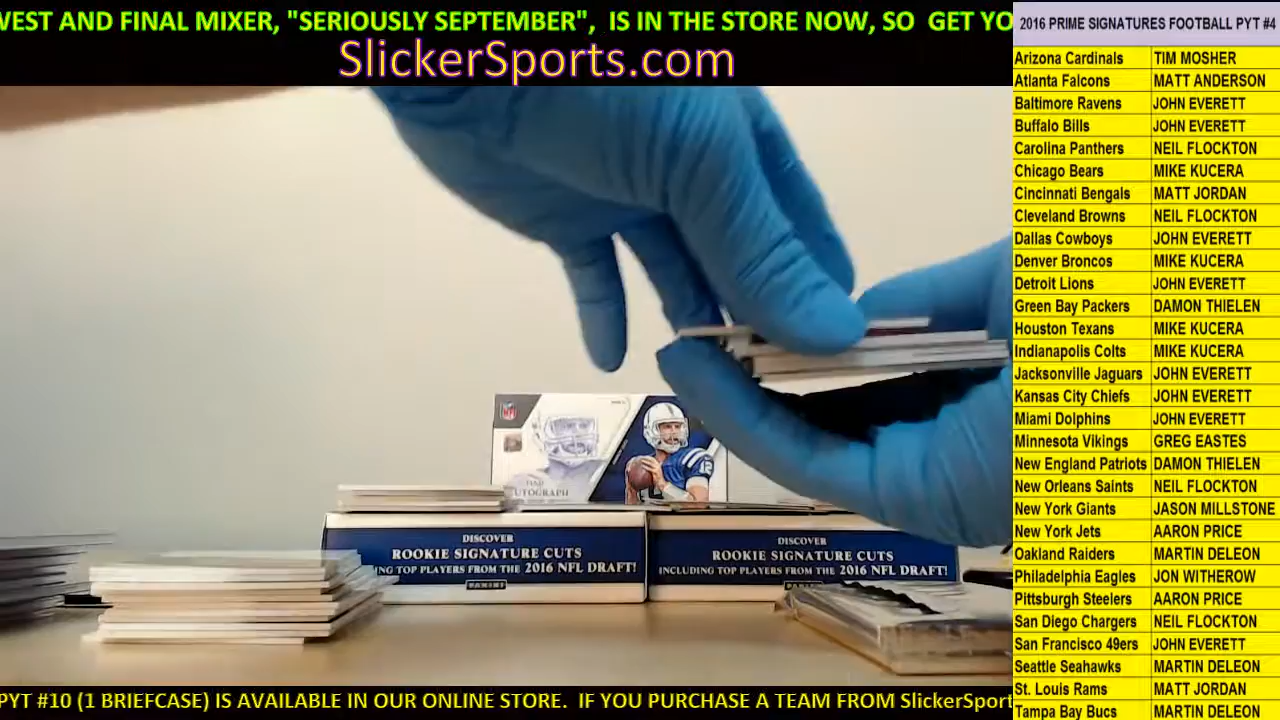 WEST AND FINAL MIXER, "SERIOUSLY SEPTEMBER", IS IN THE STORE NOW, SO GET YO
SlickerSports.com
2016 PRIME SIGNATURES FOOTBALL PYT #4
Arizona Cardinals TIM MOSHER
Atlanta Falcons MATT ANDERSON
Baltimore Ravens JOHN EVERETT
Buffalo Bills JOHN EVERETT
Carolina Panthers NEIL FLOCKTON
Chicago Bears MIKE KUCERA
Cincinnati Bengals MATT JORDAN
Cleveland Browns NEIL FLOCKTON
Dallas Cowboys JOHN EVERETT
Denver Broncos MIKE KUCERA
Detroit Lions JOHN EVERETT
Green Bay Packers DAMON THIELEN
Houston Texans MIKE KUCERA
Indianapolis Colts MIKE KUCERA
Jacksonville Jaguars JOHN EVERETT
Kansas City Chiefs JOHN EVERETT
Miami Dolphins JOHN EVERETT
Minnesota Vikings GREG EASTES
New England Patriots DAMON THIELEN
New Orleans Saints NEIL FLOCKTON
New York Giants JASON MILLSTONE
New York Jets AARON PRICE
Oakland Raiders MARTIN DELEON
Philadelphia Eagles JON WITHEROW
Pittsburgh Steelers AARON PRICE
San Diego Chargers NEIL FLOCKTON
San Francisco 49ers JOHN EVERETT
Seattle Seahawks MARTIN DELEON
St. Louis Rams MATT JORDAN
Tampa Bay Bucs MARTIN DELEON
NFL
12
UTOGRAPH
DISCOVER
ROOKIE SIGNATURE CUTS
NG TOP PLAYERS FROM THE 2016 NFL DRAFT!
PANINI
DISCOVER
ROOKIE SIGNATURE CUTS
INCLUDING TOP PLAYERS FROM THE 2016 NFL DRAFT!
PANINI
PYT #10 (1 BRIEFCASE) IS AVAILABLE IN OUR ONLINE STORE. IF YOU PURCHASE A TEAM FROM SlickerSport